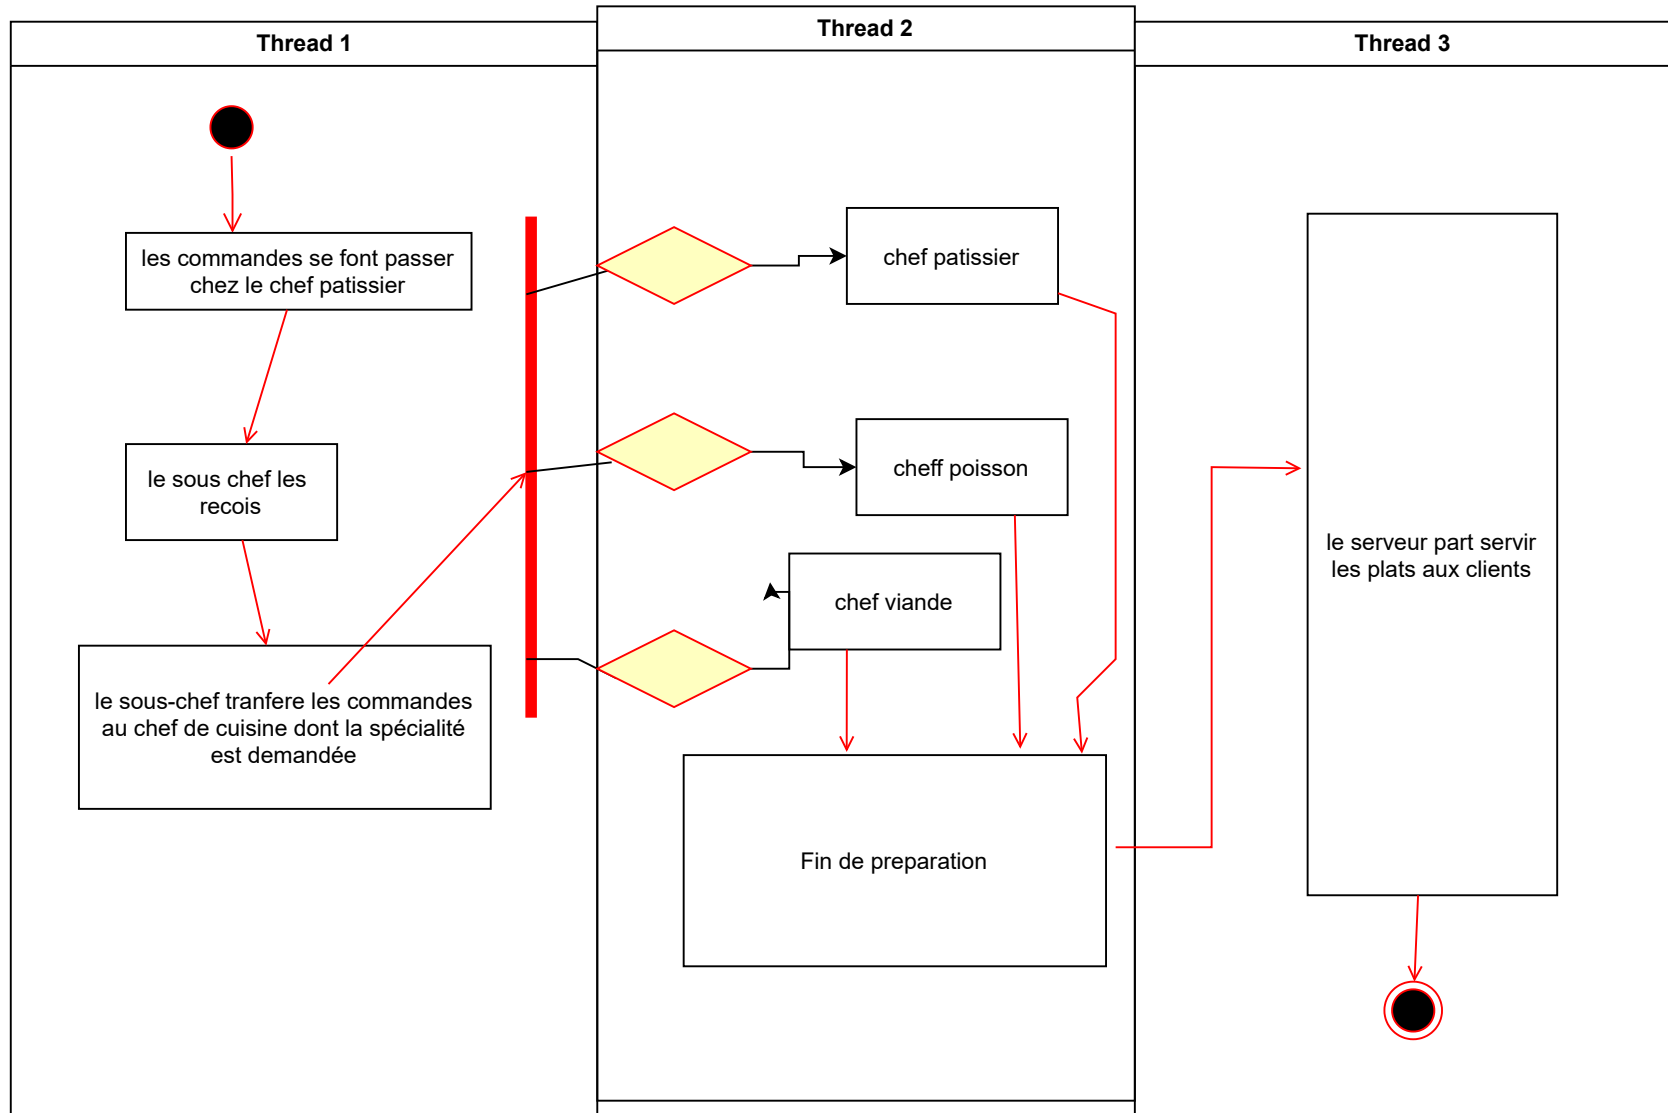 Thread 1
Thread 2
Thread 3
les commandes se font passer
chez le chef patissier
le sous chef les
recois
le sous-chef tranfere les commandes
au chef de cuisine dont la spécialité
est demandée
chef patissier
cheff poisson
chef viande
Fin de preparation
le serveur part servir
les plats aux clients